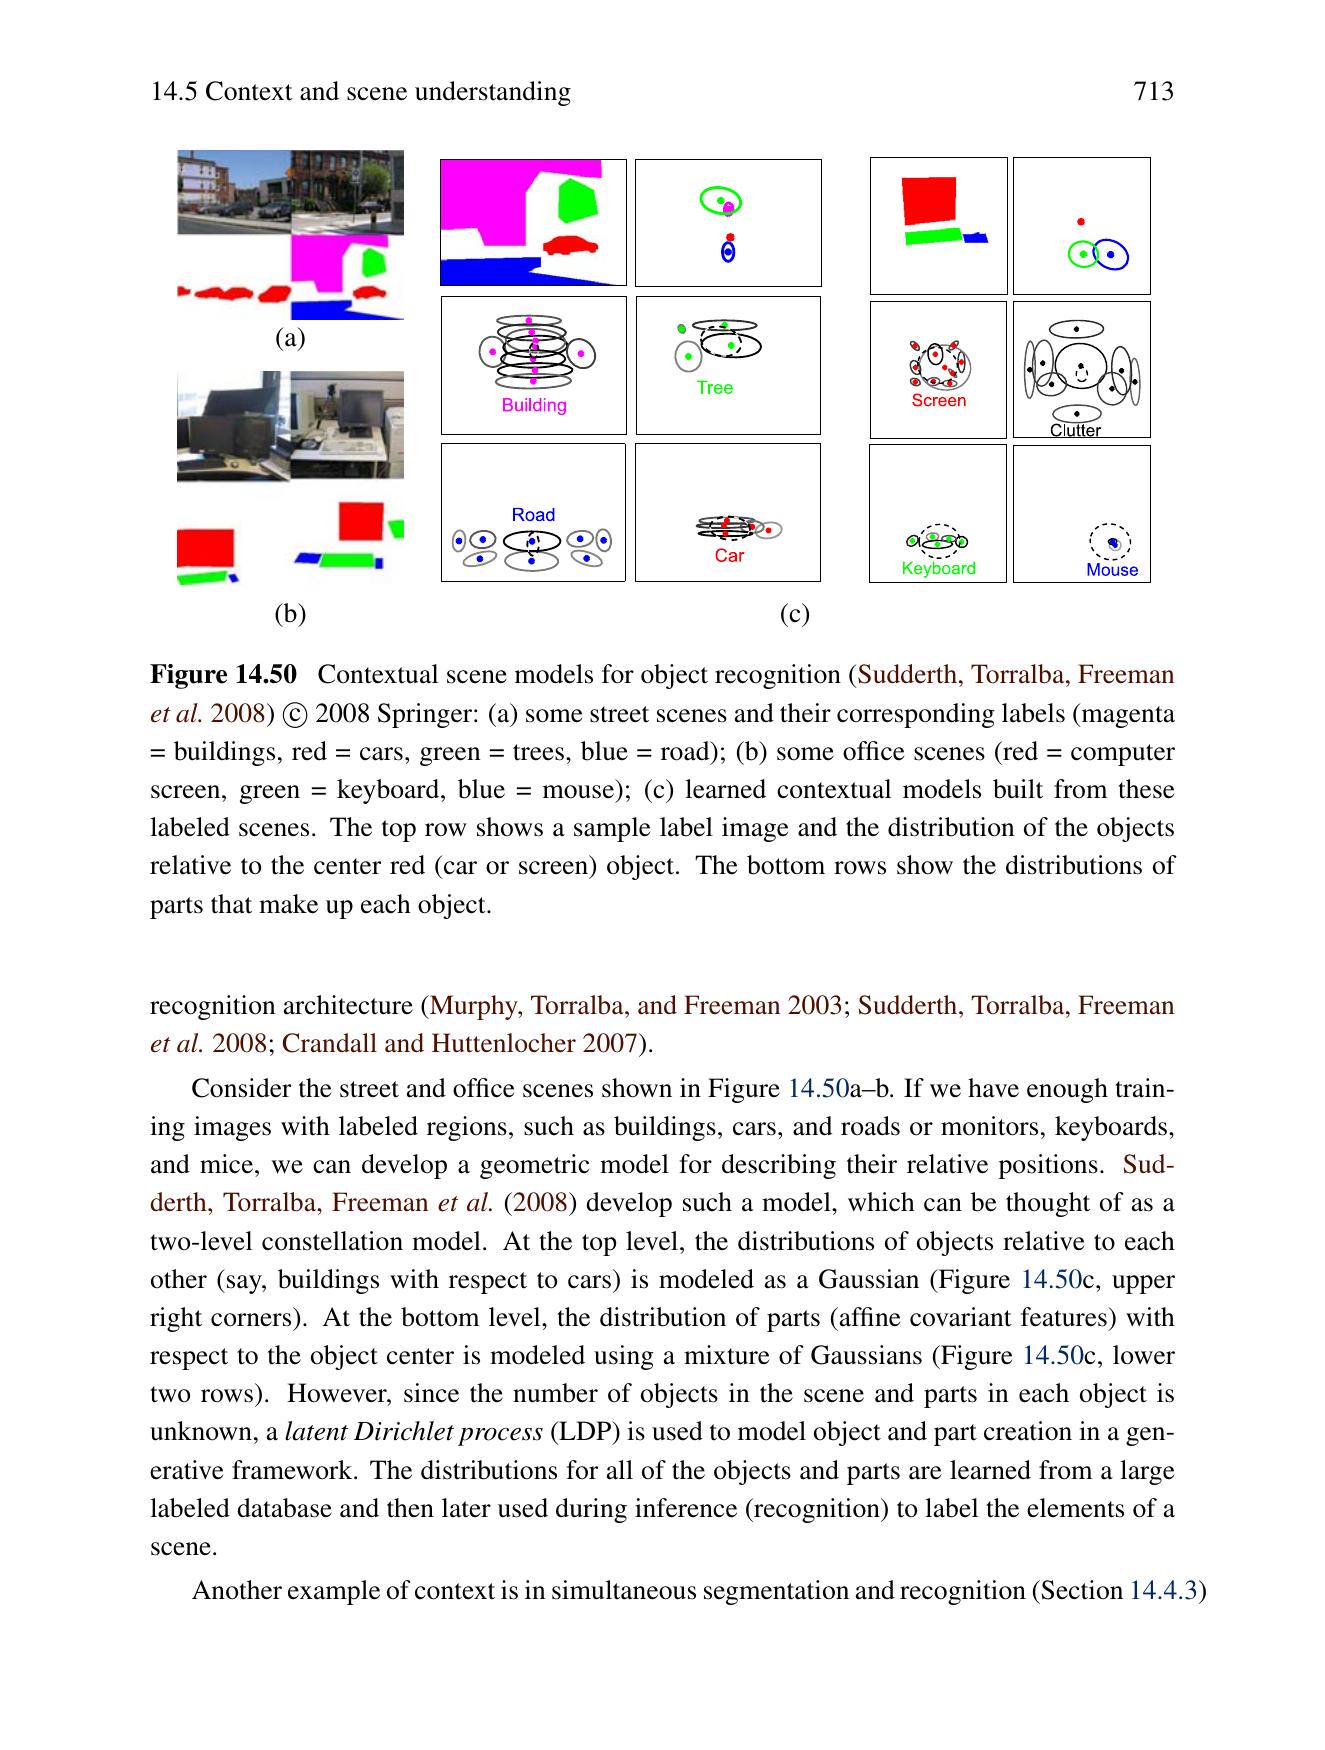 14.5 Context and scene understanding 713
(a)
(b)
Building
Tree
Road
Car
Screen
Clutter
Keyboard
Mouse
(c)
Figure 14.50 Contextual scene models for object recognition (Sudderth, Torralba, Freeman
et al. 2008) © 2008 Springer: (a) some street scenes and their corresponding labels (magenta
= buildings, red = cars, green = trees, blue = road); (b) some office scenes (red = computer
screen, green = keyboard, blue = mouse); (c) learned contextual models built from these
labeled scenes. The top row shows a sample label image and the distribution of the objects
relative to the center red (car or screen) object. The bottom rows show the distributions of
parts that make up each object.
recognition architecture (Murphy, Torralba, and Freeman 2003; Sudderth, Torralba, Freeman
et al. 2008; Crandall and Huttenlocher 2007).
Consider the street and office scenes shown in Figure 14.50a–b. If we have enough train-
ing images with labeled regions, such as buildings, cars, and roads or monitors, keyboards,
and mice, we can develop a geometric model for describing their relative positions. Sud-
derth, Torralba, Freeman et al. (2008) develop such a model, which can be thought of as a
two-level constellation model. At the top level, the distributions of objects relative to each
other (say, buildings with respect to cars) is modeled as a Gaussian (Figure 14.50c, upper
right corners). At the bottom level, the distribution of parts (affine covariant features) with
respect to the object center is modeled using a mixture of Gaussians (Figure 14.50c, lower
two rows). However, since the number of objects in the scene and parts in each object is
unknown, a latent Dirichlet process (LDP) is used to model object and part creation in a gen-
erative framework. The distributions for all of the objects and parts are learned from a large
labeled database and then later used during inference (recognition) to label the elements of a
scene.
Another example of context is in simultaneous segmentation and recognition (Section 14.4.3)